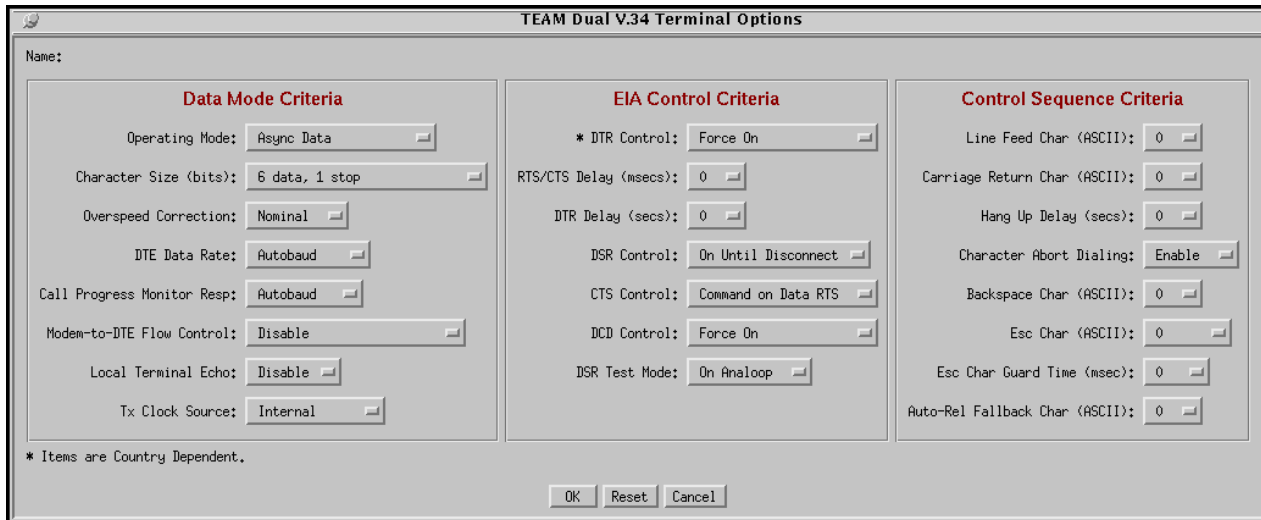 TEAM Dual V.34 Terminal Options
Name:
Data Mode Criteria
Operating Mode: Async Data
Character Size (bits): 6 data, 1 stop
Overspeed Correction: Nominal
DTE Data Rate: Autobaud
Call Progress Monitor Resp: Autobaud
Modem-to-DTE Flow Control: Disable
Local Terminal Echo: Disable
Tx Clock Source: Internal
EIA Control Criteria
* DTR Control: Force On
RTS/CTS Delay (msecs): 0
DTR Delay (secs): 0
DSR Control: On Until Disconnect
CTS Control: Command on Data RTS
DCD Control: Force On
DSR Test Mode: On Analoop
Control Sequence Criteria
Line Feed Char (ASCII): 0
Carriage Return Char (ASCII): 0
Hang Up Delay (secs): 0
Character Abort Dialing: Enable
Backspace Char (ASCII): 0
Esc Char (ASCII): 0
Esc Char Guard Time (msec): 0
Auto-Rel Fallback Char (ASCII): 0
* Items are Country Dependent.
OK Reset Cancel